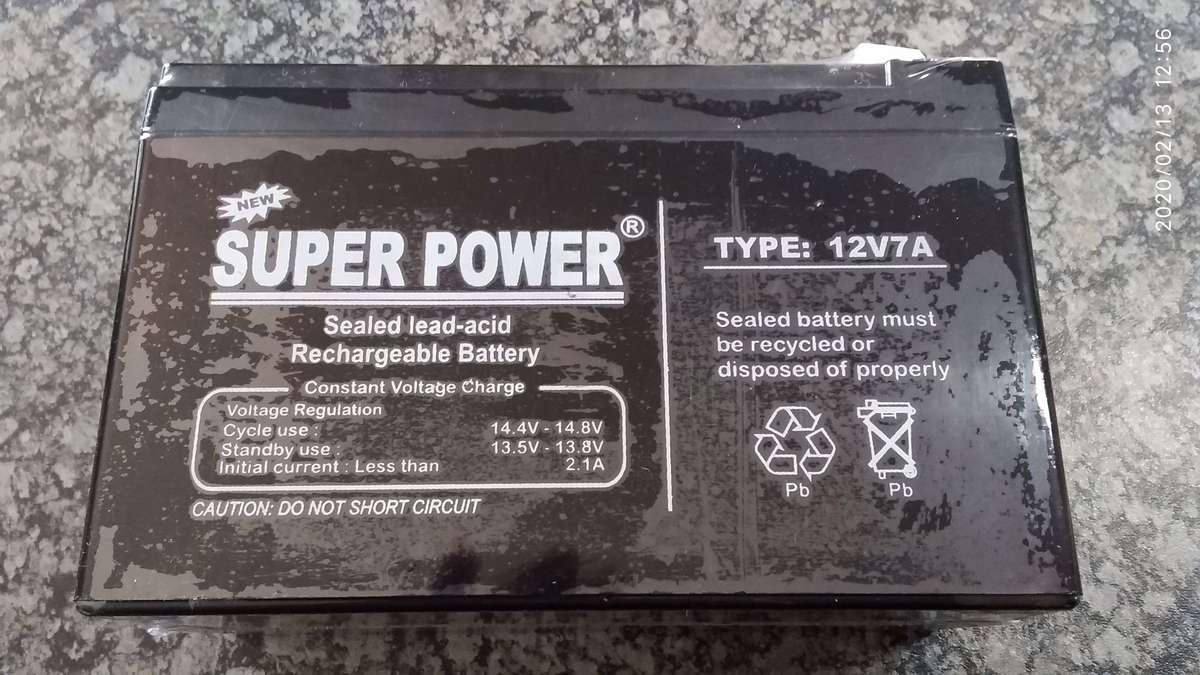 NEW
SUPER POWER®
Sealed lead-acid
Rechargeable Battery
Constant Voltage Charge
Voltage Regulation
Cycle use : 14.4V - 14.8V
Standby use : 13.5V - 13.8V
Initial current : Less than 2.1A
CAUTION: DO NOT SHORT CIRCUIT
TYPE: 12V7A
Sealed battery must
be recycled or
disposed of properly
Pb Pb
2020/02/13 12:56